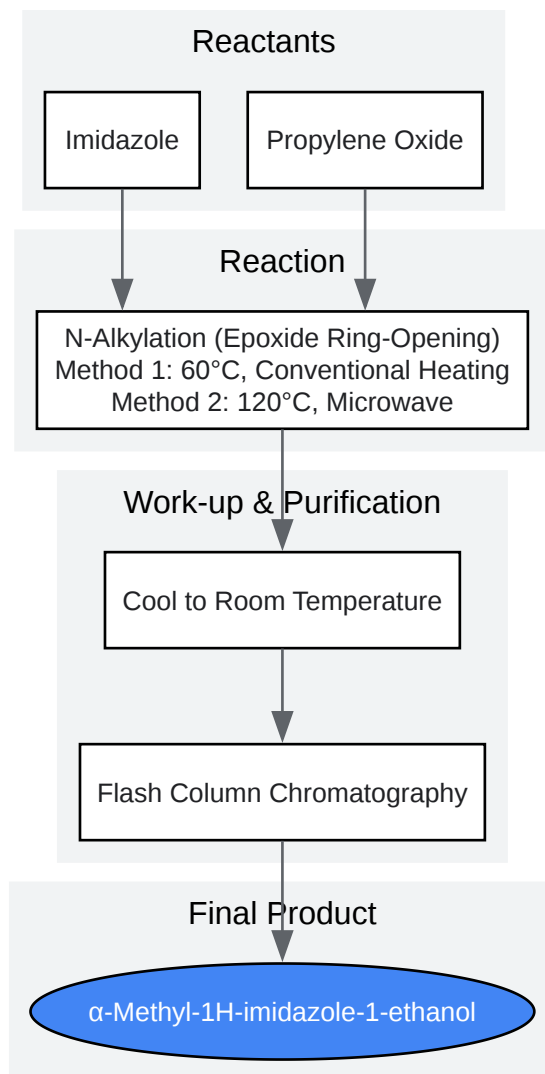 Reactants
Imidazole
Propylene Oxide
Reaction
N-Alkylation (Epoxide Ring-Opening)
Method 1: 60°C, Conventional Heating
Method 2: 120°C, Microwave
Work-up & Purification
Cool to Room Temperature
Flash Column Chromatography
Final Product
α-Methyl-1H-imidazole-1-ethanol